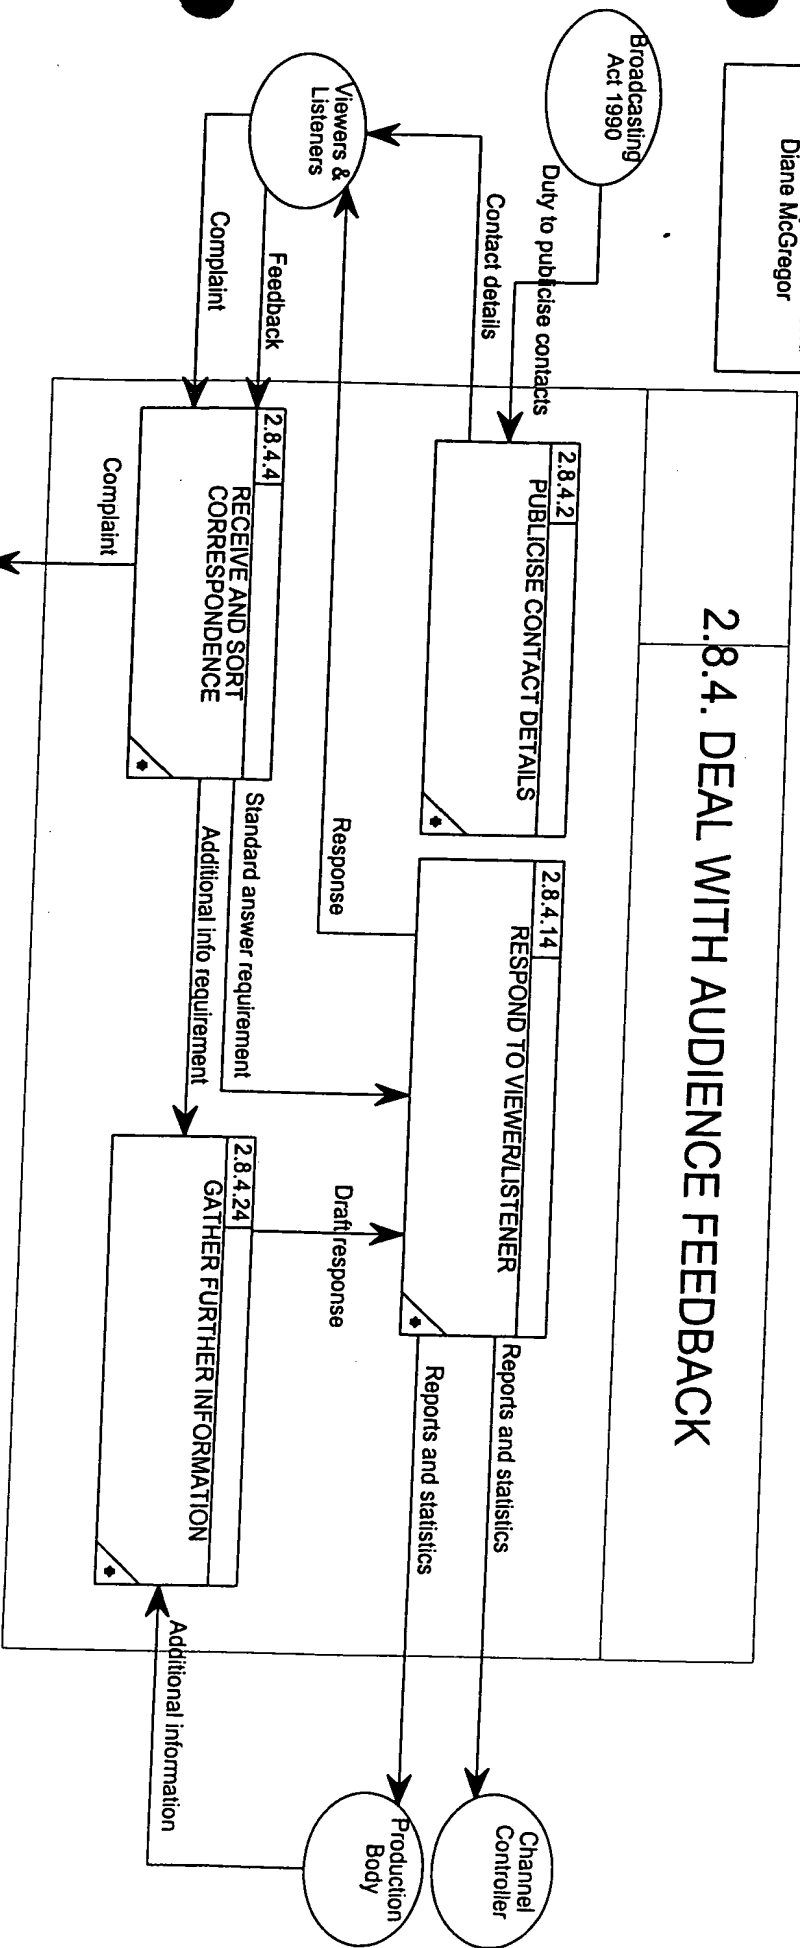 Diane McGregor
2.8.4. DEAL WITH AUDIENCE FEEDBACK
Broadcasting
Act 1990
Duty to publicise contacts
Contact details
Viewers &
Listeners
Feedback
Complaint
2.8.4.2
PUBLICISE CONTACT DETAILS
2.8.4.14
RESPOND TO VIEWER/LISTENER
Response
2.8.4.4
RECEIVE AND SORT
CORRESPONDENCE
Complaint
Standard answer requirement
Additional info requirement
Draft response
2.8.4.24
GATHER FURTHER INFORMATION
Reports and statistics
Reports and statistics
Additional information
Channel
Controller
Production
Body